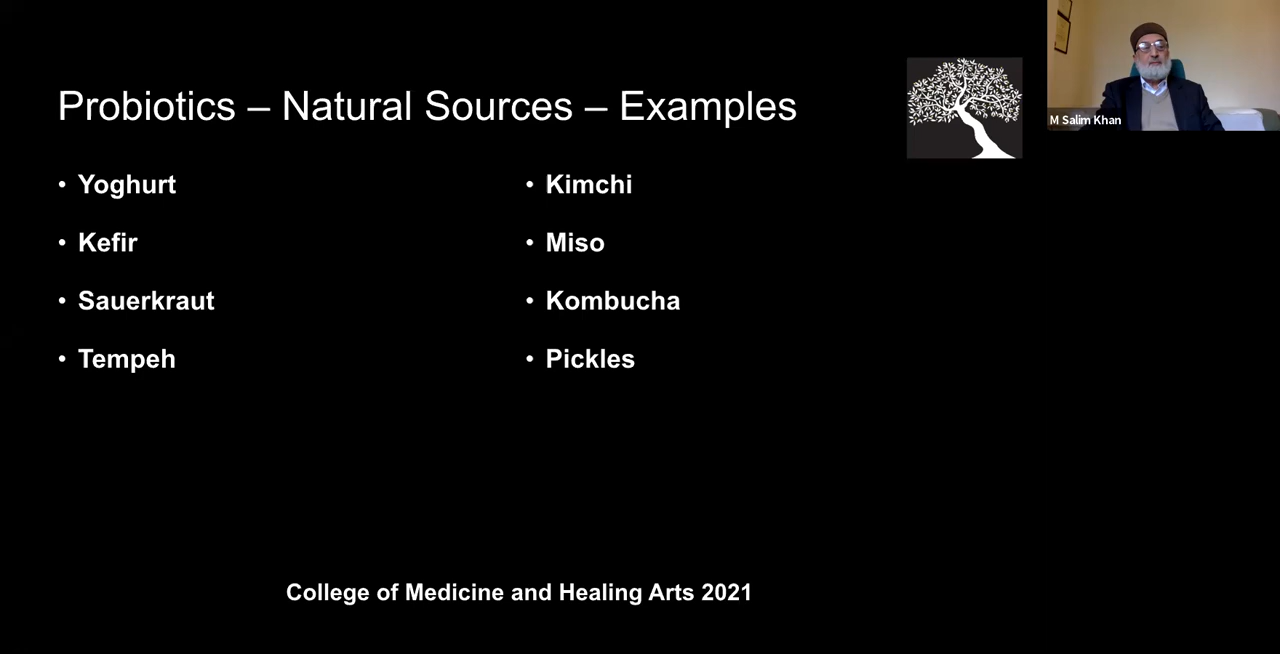 Probiotics – Natural Sources – Examples
• Yoghurt
• Kefir
• Sauerkraut
• Tempeh
• Kimchi
• Miso
• Kombucha
• Pickles
College of Medicine and Healing Arts 2021
M Salim Khan